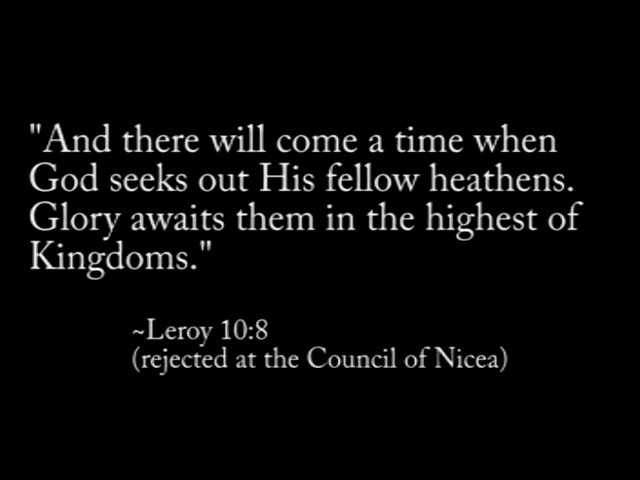 "And there will come a time when
God seeks out His fellow heathens.
Glory awaits them in the highest of
Kingdoms."
~Leroy 10:8
(rejected at the Council of Nicea)